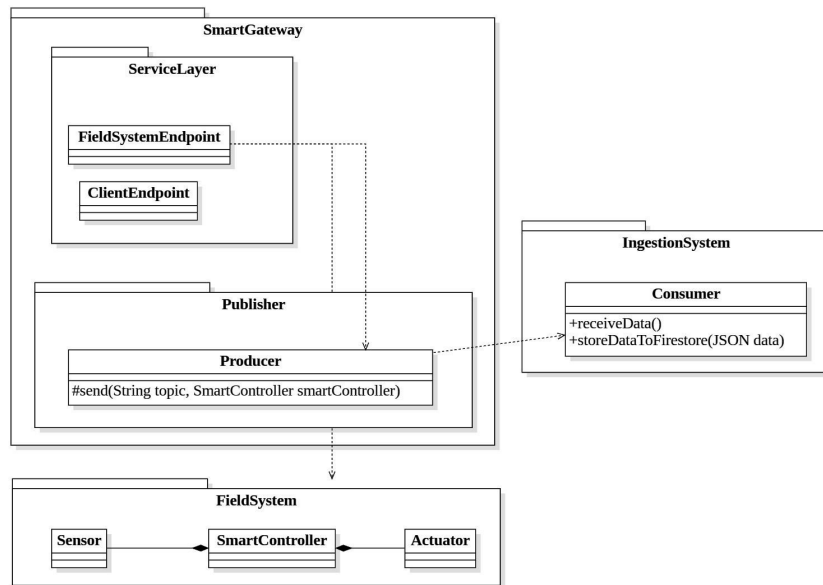 SmartGateway
ServiceLayer
FieldSystemEndpoint
ClientEndpoint
IngestionSystem
Consumer
+receiveData()
+storeDataToFirestore(JSON data)
Publisher
Producer
#send(String topic, SmartController smartController)
FieldSystem
Sensor
SmartController
Actuator